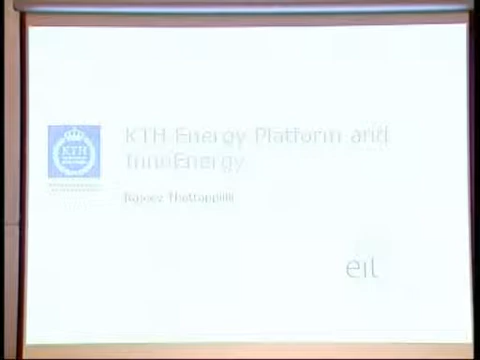 KTH
KTH Energy Platform and
InnoEnergy
Rajeev Thottappillil
eit